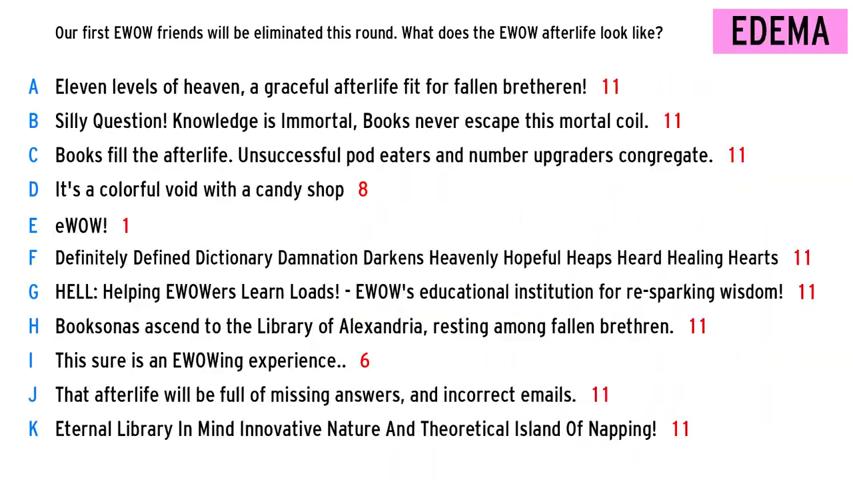 Our first EWOW friends will be eliminated this round. What does the EWOW afterlife look like?
EDEMA
A Eleven levels of heaven, a graceful afterlife fit for fallen bretheren! 11
B Silly Question! Knowledge is Immortal, Books never escape this mortal coil. 11
C Books fill the afterlife. Unsuccessful pod eaters and number upgraders congregate. 11
D It's a colorful void with a candy shop 8
E eWOW! 1
F Definitely Defined Dictionary Damnation Darkens Heavenly Hopeful Heaps Heard Healing Hearts 11
G HELL: Helping EWOWers Learn Loads! - EWOW's educational institution for re-sparking wisdom! 11
H Booksonas ascend to the Library of Alexandria, resting among fallen brethren. 11
I This sure is an EWOWing experience.. 6
J That afterlife will be full of missing answers, and incorrect emails. 11
K Eternal Library In Mind Innovative Nature And Theoretical Island Of Napping! 11